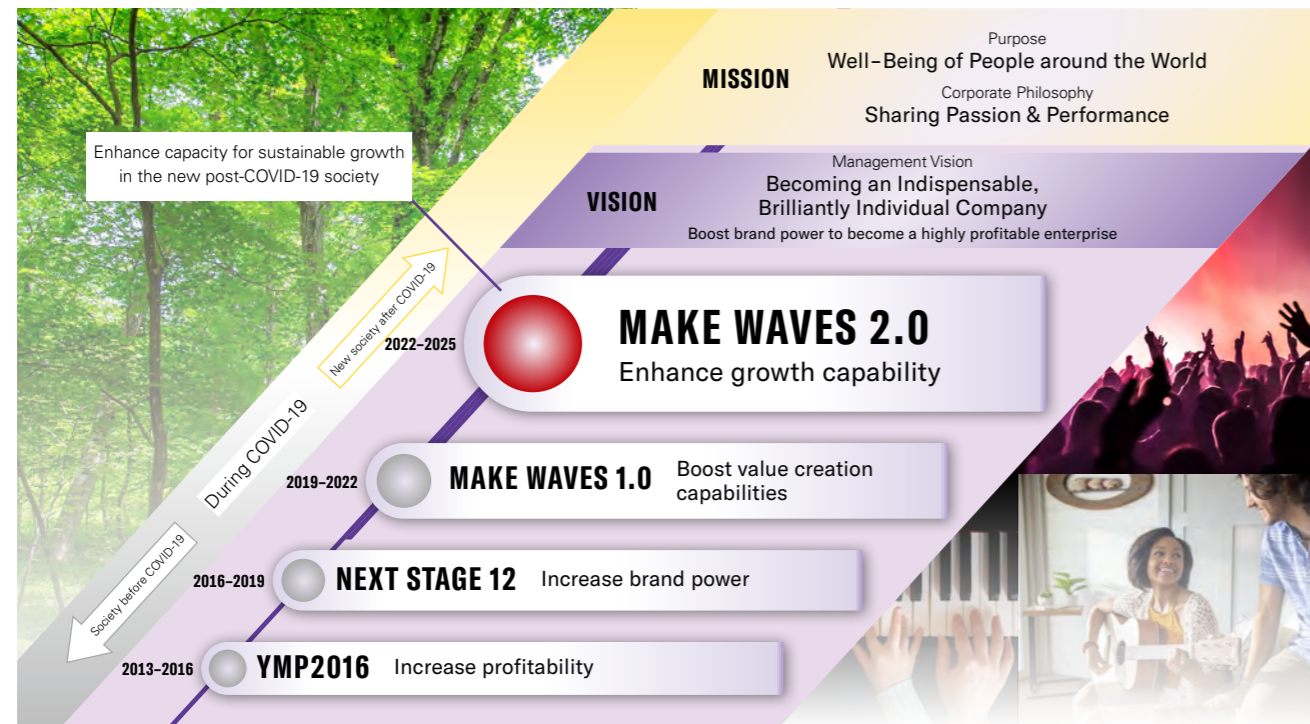 Purpose
MISSION
Well-Being of People around the World
Corporate Philosophy
Sharing Passion & Performance
Enhance capacity for sustainable growth
in the new post-COVID-19 society
Management Vision
VISION
Becoming an Indispensable,
Brilliantly Individual Company
Boost brand power to become a highly profitable enterprise
New society after COVID-19
2022–2025
MAKE WAVES 2.0
Enhance growth capability
During COVID-19
2019–2022
MAKE WAVES 1.0
Boost value creation
capabilities
Society before COVID-19
2016–2019
NEXT STAGE 12
Increase brand power
2013–2016
YMP2016
Increase profitability